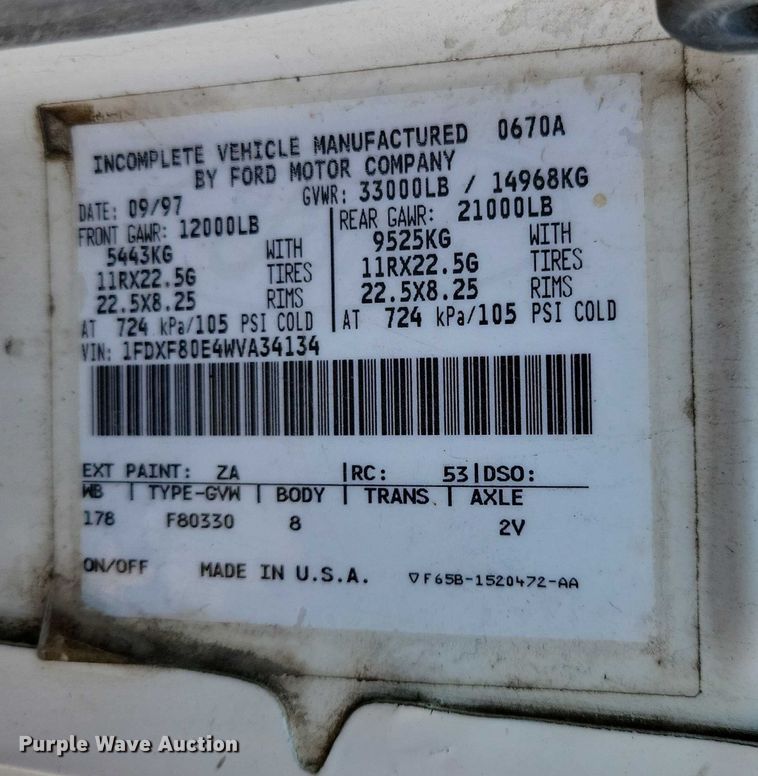 INCOMPLETE VEHICLE MANUFACTURED 0670A
BY FORD MOTOR COMPANY
DATE: 09/97 GVWR: 33000LB / 14968KG
FRONT GAWR: 12000LB REAR GAWR: 21000LB
5443KG WITH 9525KG WITH
11RX22.5G TIRES 11RX22.5G TIRES
22.5X8.25 RIMS 22.5X8.25 RIMS
AT 724 kPa/105 PSI COLD AT 724 kPa/105 PSI COLD
VIN: 1FDXF80E4WVA34134
EXT PAINT: ZA |RC: 53|DSO:
WB | TYPE-GVW | BODY | TRANS. | AXLE
178 F80330 8 2V
ON/OFF MADE IN U.S.A. ▽F65B-1520472-AA
Purple Wave Auction